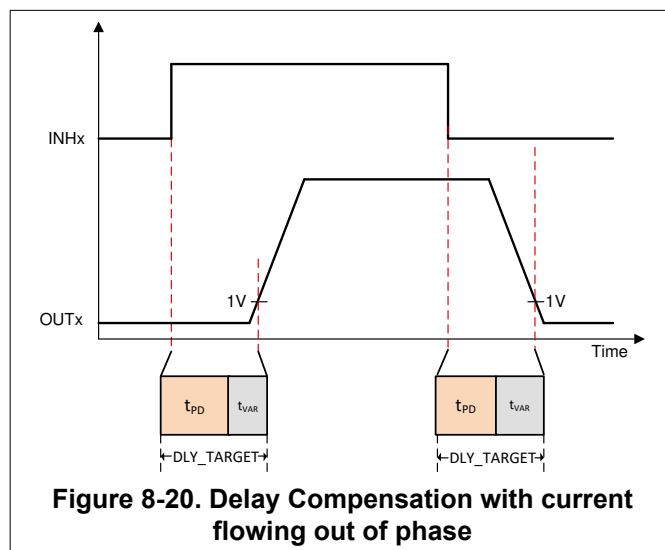 INHx
1V
1V
OUTx
Time
tPD
tVAR
tPD
tVAR
DLY_TARGET
DLY_TARGET
Figure 8-20. Delay Compensation with current
flowing out of phase